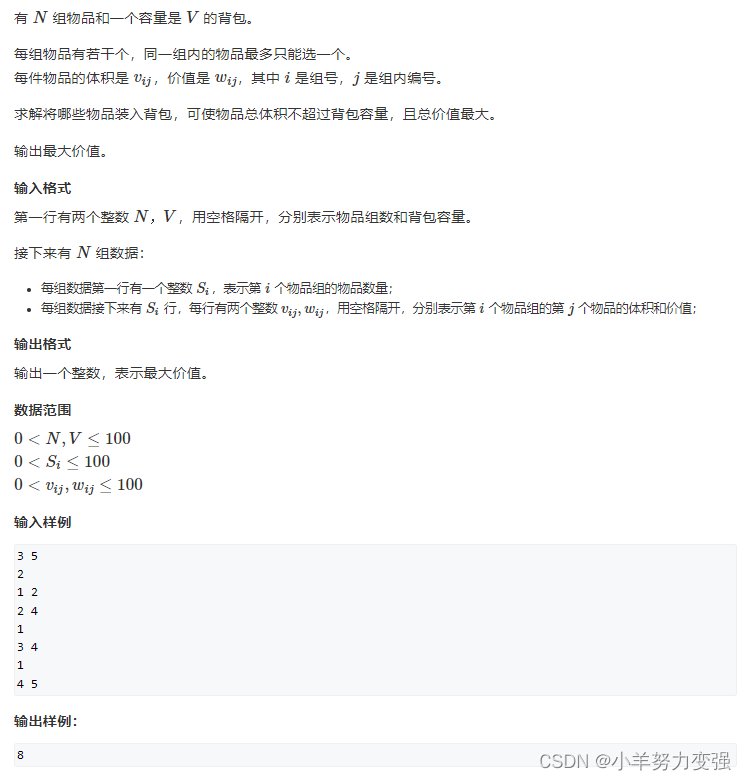 有 N 组物品和一个容量是 V 的背包。
每组物品有若干个，同一组内的物品最多只能选一个。
每件物品的体积是 v_{ij}，价值是 w_{ij}，其中 i 是组号，j 是组内编号。
求解将哪些物品装入背包，可使物品总体积不超过背包容量，且总价值最大。
输出最大价值。
输入格式
第一行有两个整数 N，V，用空格隔开，分别表示物品组数和背包容量。
接下来有 N 组数据：
• 每组数据第一行有一个整数 S_i，表示第 i 个物品组的物品数量；
• 每组数据接下来有 S_i 行，每行有两个整数 v_{ij}, w_{ij}，用空格隔开，分别表示第 i 个物品组的第 j 个物品的体积和价值；
输出格式
输出一个整数，表示最大价值。
数据范围
0 < N, V ≤ 100
0 < S_i ≤ 100
0 < v_{ij}, w_{ij} ≤ 100
输入样例
3 5
2
1 2
2 4
1
3 4
1
4 5
输出样例：
8
CSDN @小羊努力变强